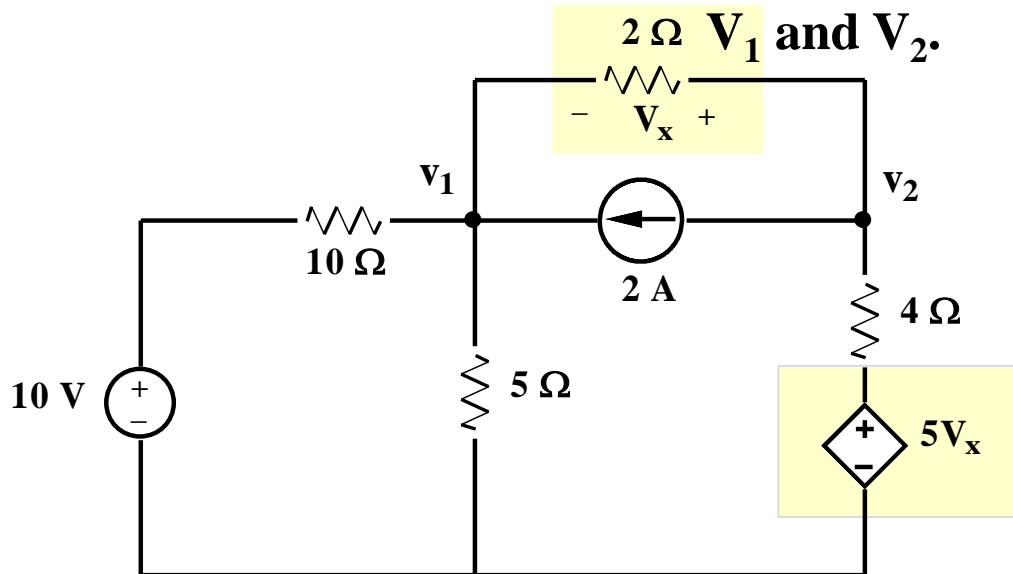 2 Ω V₁ and V₂.
− Vₓ +
v₁ v₂
10 Ω
2 A
4 Ω
10 V + −
5 Ω
+ − 5Vₓ